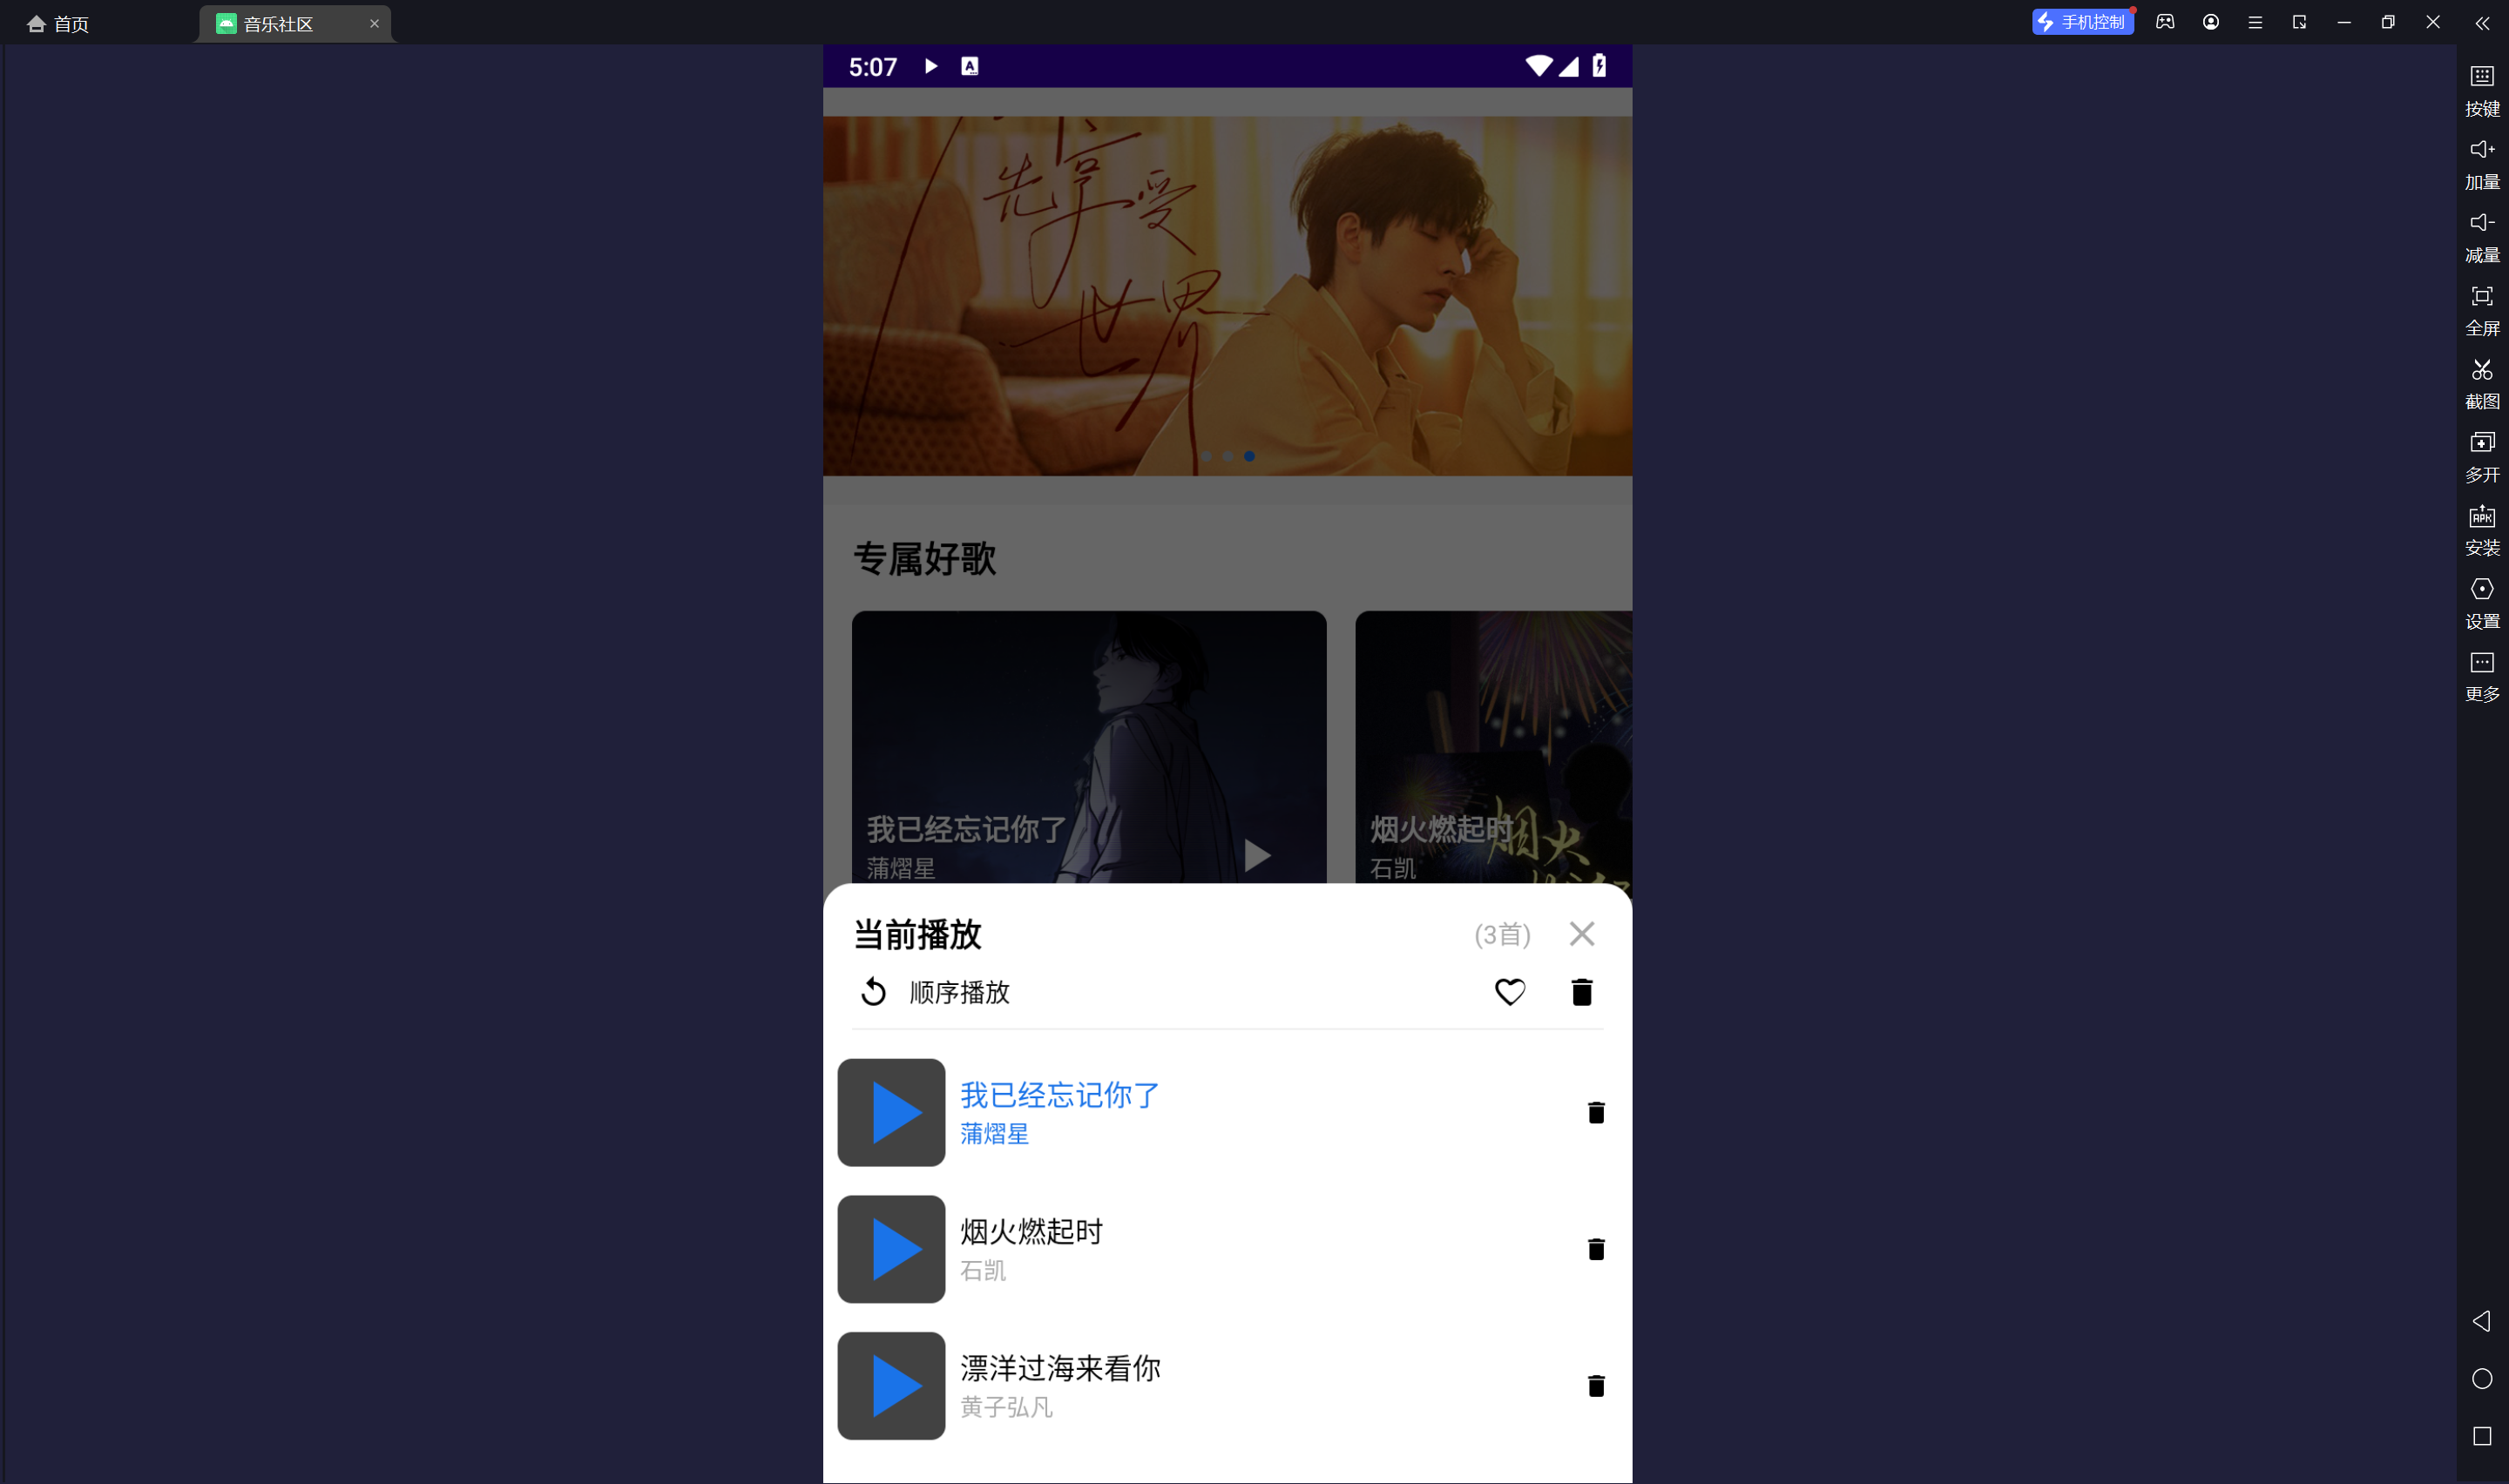 首页
音乐社区
手机控制
5:07
A
先享受
世界
专属好歌
我已经忘记你了
蒲熠星
烟火燃起时
石凯
烟火
当前播放
(3首)
顺序播放
我已经忘记你了
蒲熠星
烟火燃起时
石凯
漂洋过海来看你
黄子弘凡
按键
加量
减量
全屏
截图
多开
APK
安装
设置
更多